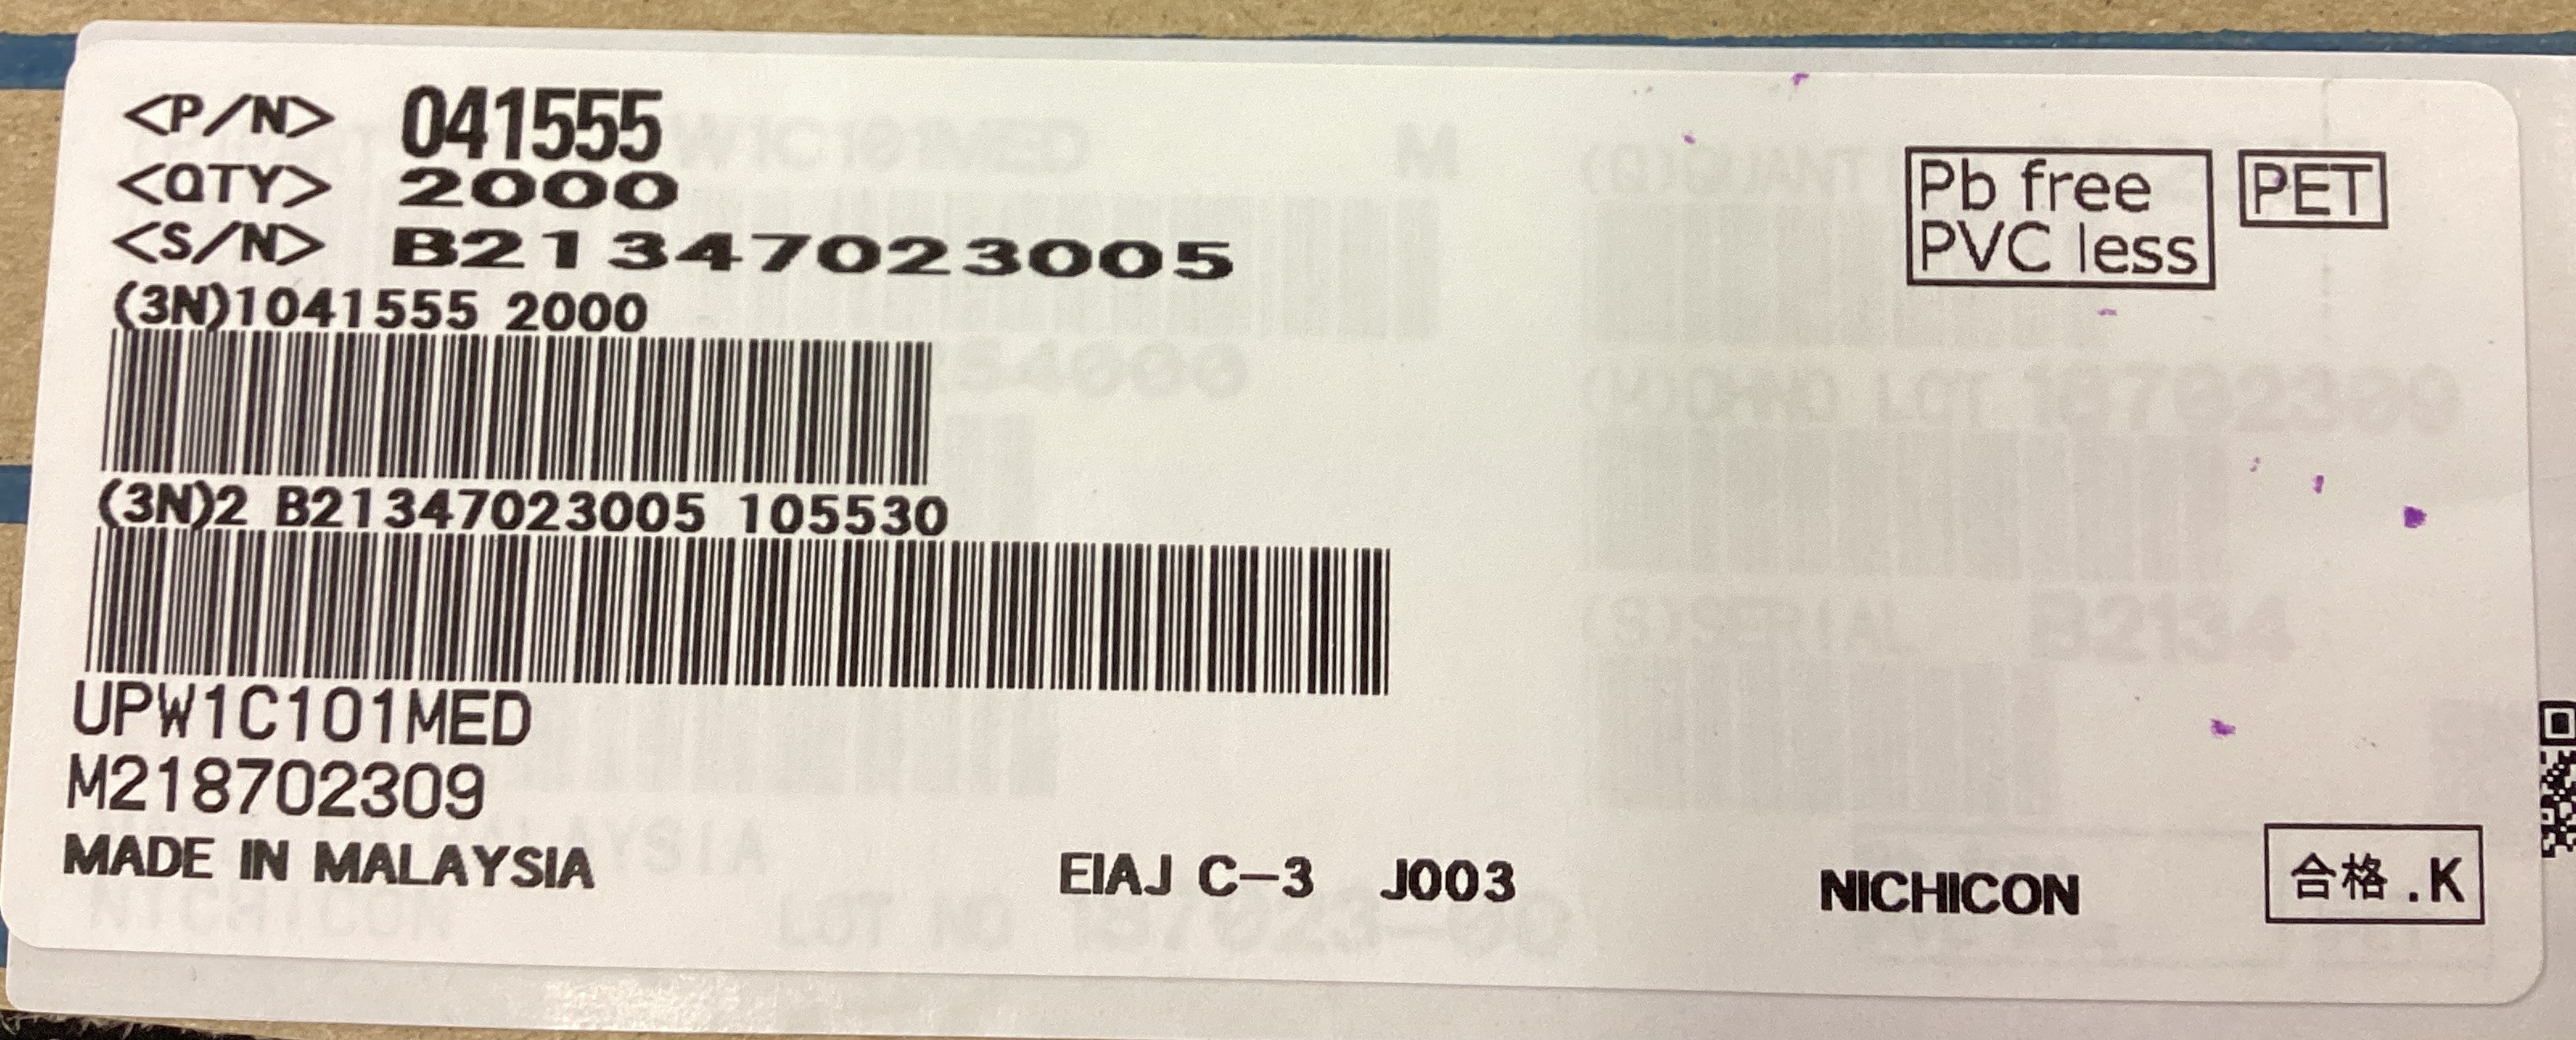 <P/N> 041555
<QTY> 2000
<S/N> B21347023005
(3N)1041555 2000
(3N)2 B21347023005 105530
UPW1C101MED
M218702309
MADE IN MALAYSIA
EIAJ C-3 J003
NICHICON
合格.K
Pb free
PVC less
PET